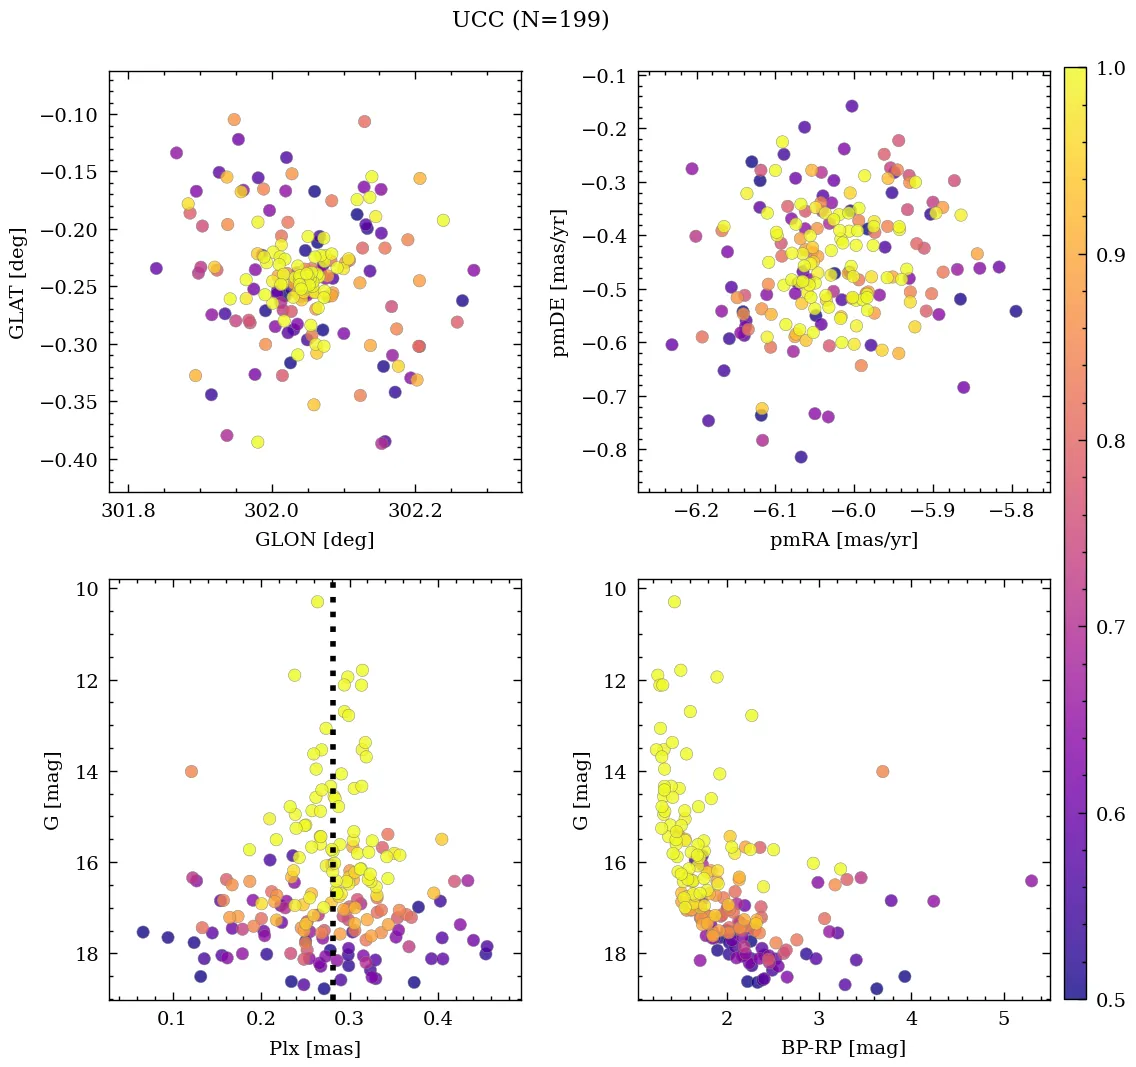 UCC (N=199)
−0.10
−0.15
−0.20
−0.25
−0.30
−0.35
−0.40
GLAT [deg]
301.8 302.0 302.2
GLON [deg]
−0.1
−0.2
−0.3
−0.4
−0.5
−0.6
−0.7
−0.8
pmDE [mas/yr]
−6.2 −6.1 −6.0 −5.9 −5.8
pmRA [mas/yr]
10
12
14
16
18
G [mag]
0.1 0.2 0.3 0.4
Plx [mas]
10
12
14
16
18
G [mag]
2 3 4 5
BP-RP [mag]
1.0
0.9
0.8
0.7
0.6
0.5